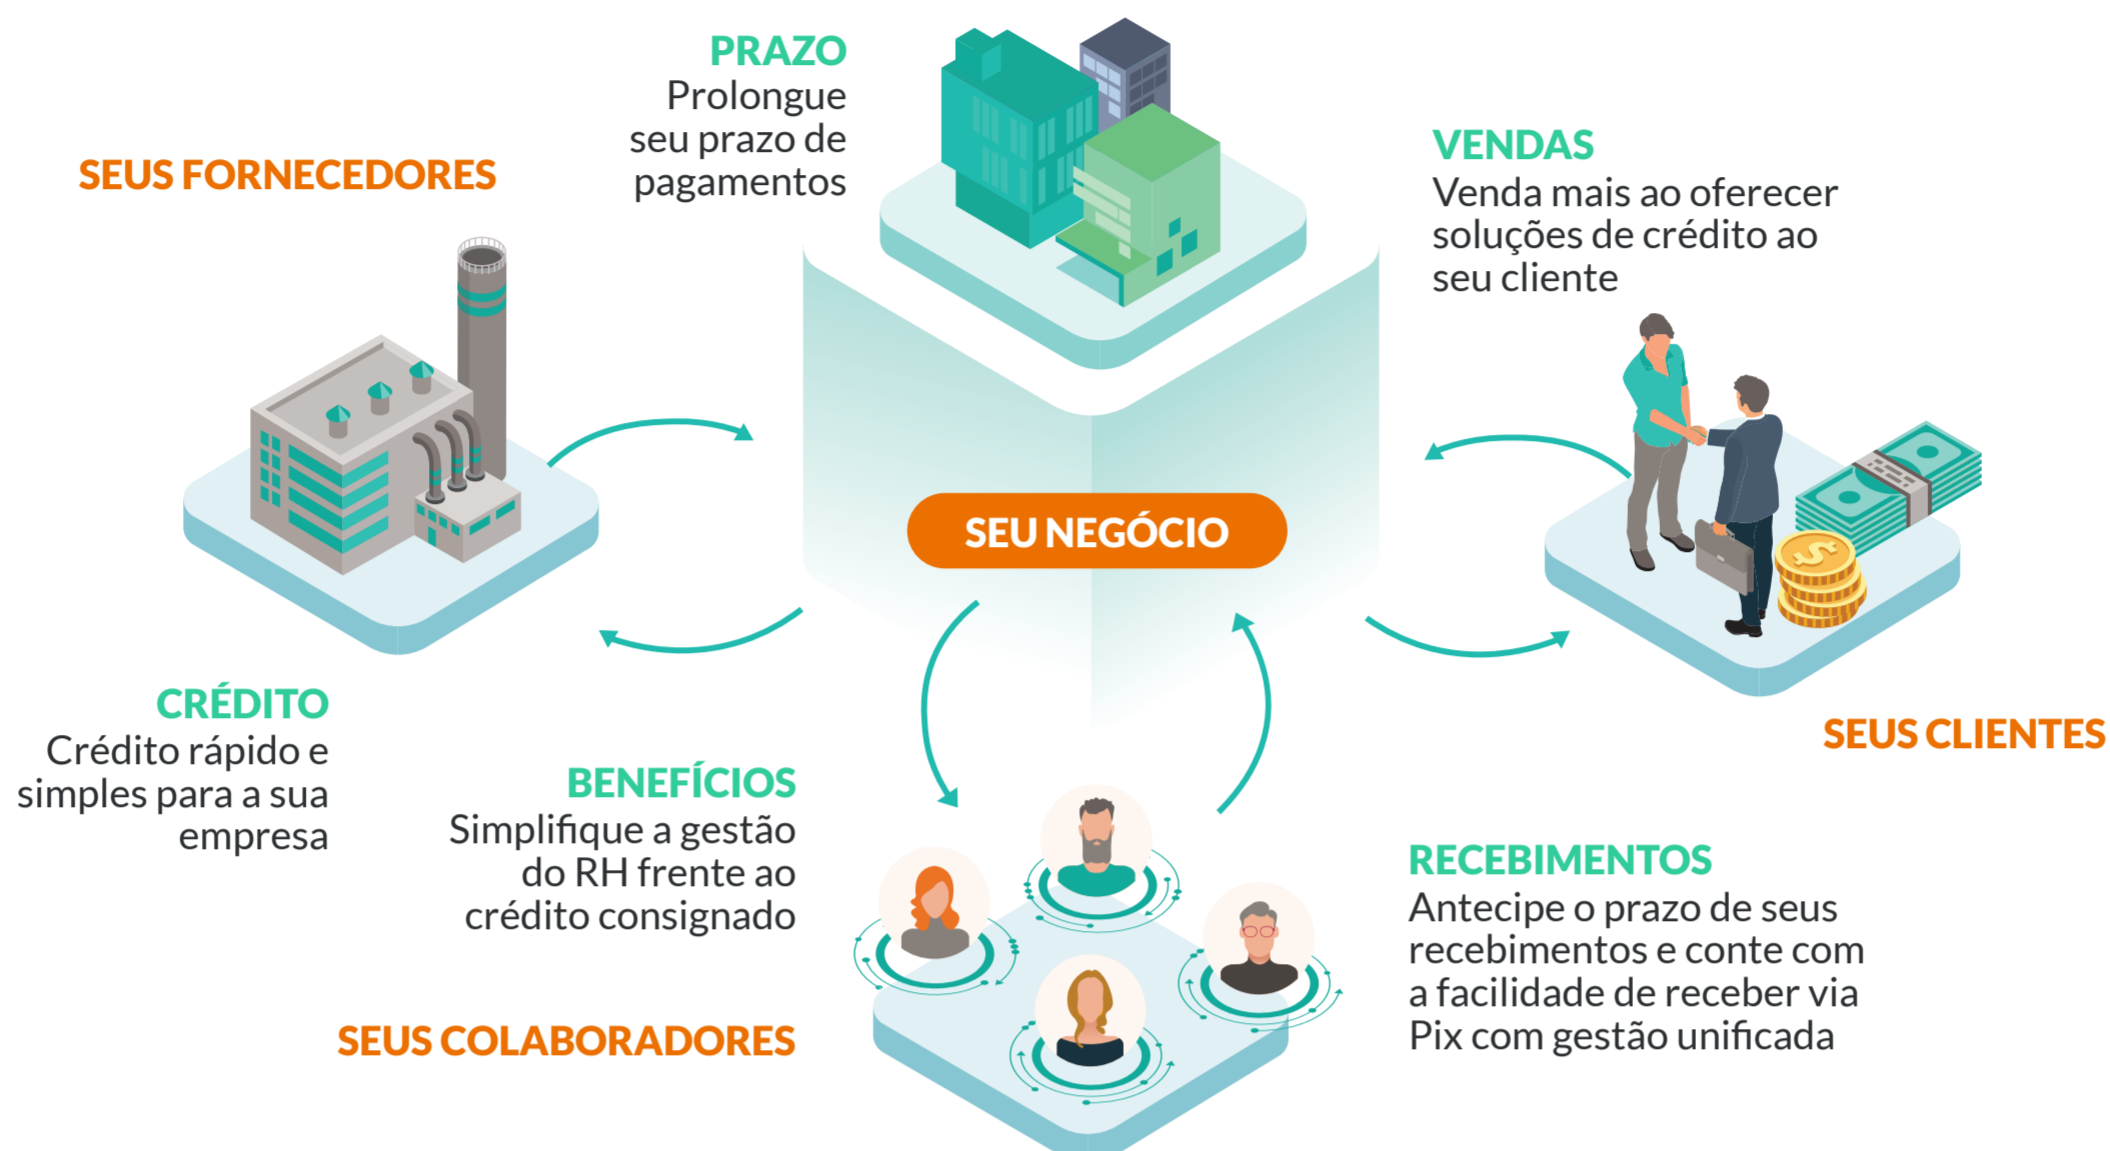 PRAZO
Prolongue
seu prazo de
pagamentos
SEUS FORNECEDORES
VENDAS
Venda mais ao oferecer
soluções de crédito ao
seu cliente
SEU NEGÓCIO
CRÉDITO
Crédito rápido e
simples para a sua
empresa
SEUS CLIENTES
BENEFÍCIOS
Simplifique a gestão
do RH frente ao
crédito consignado
SEUS COLABORADORES
RECEBIMENTOS
Antecipe o prazo de seus
recebimentos e conte com
a facilidade de receber via
Pix com gestão unificada